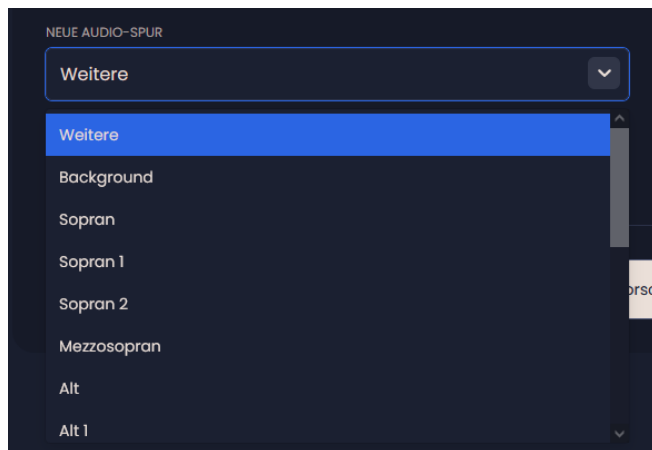 NEUE AUDIO-SPUR
Weitere
Weitere
Background
Sopran
Sopran 1
Sopran 2
Mezzosopran
Alt
Alt 1